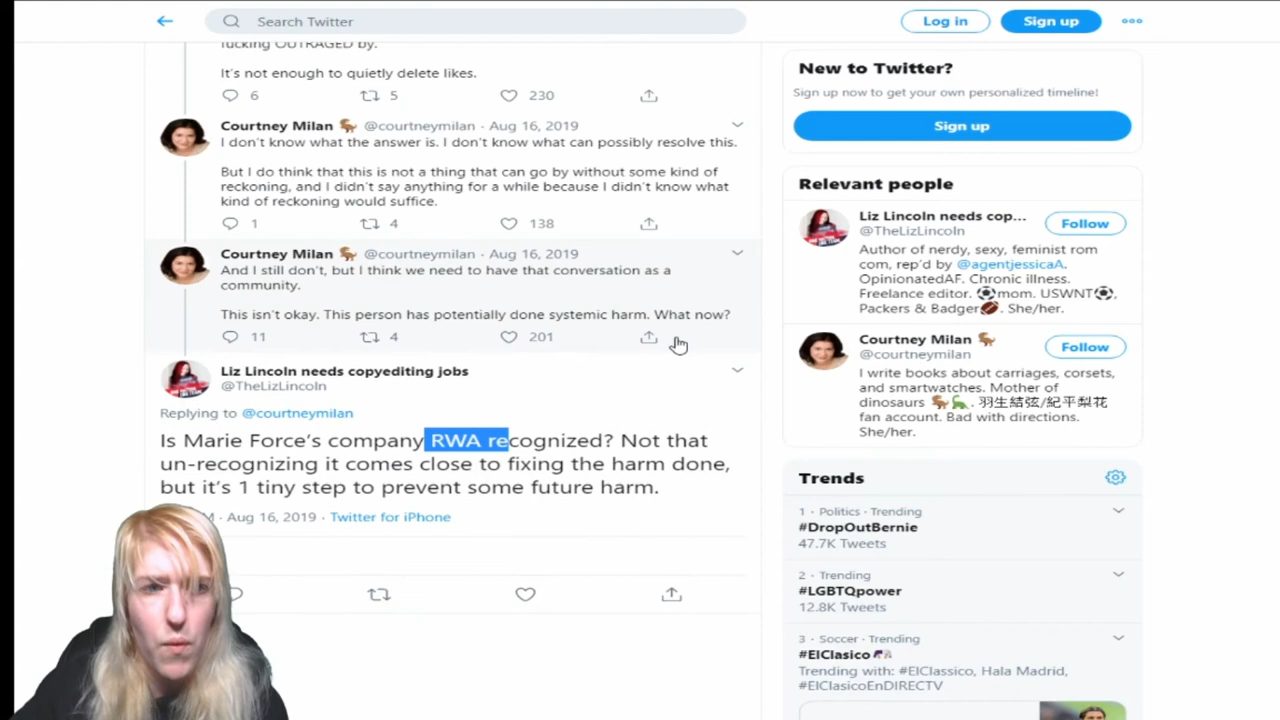 Search Twitter
Log in
Sign up
fucking OUTRAGED by.
It's not enough to quietly delete likes.
6 5 230
Courtney Milan 🦖 @courtneymilan · Aug 16, 2019
I don't know what the answer is. I don't know what can possibly resolve this.
But I do think that this is not a thing that can go by without some kind of
reckoning, and I didn't say anything for a while because I didn't know what
kind of reckoning would suffice.
1 4 138
Courtney Milan 🦖 @courtneymilan · Aug 16, 2019
And I still don't, but I think we need to have that conversation as a
community.
This isn't okay. This person has potentially done systemic harm. What now?
11 4 201
Liz Lincoln needs copyediting jobs
@TheLizLincoln
Replying to @courtneymilan
Is Marie Force's company RWA recognized? Not that
un-recognizing it comes close to fixing the harm done,
but it's 1 tiny step to prevent some future harm.
M · Aug 16, 2019 · Twitter for iPhone
New to Twitter?
Sign up now to get your own personalized timeline!
Sign up
Relevant people
Liz Lincoln needs cop...
@TheLizLincoln
Follow
Author of nerdy, sexy, feminist rom
com, rep'd by @agentjessicaA.
OpinionatedAF. Chronic illness.
Freelance editor. ⚽mom. USWNT⚽,
Packers & Badger🏈. She/her.
Courtney Milan 🦖
@courtneymilan
Follow
I write books about carriages, corsets,
and smartwatches. Mother of
dinosaurs 🦖🦕. 羽生結弦/紀平梨花
fan account. Bad with directions.
She/her.
Trends
1 · Politics · Trending
#DropOutBernie
47.7K Tweets
2 · Trending
#LGBTQpower
12.8K Tweets
3 · Soccer · Trending
#ElClasico
Trending with: #ElClassico, Hala Madrid,
#ElClasicoEnDIRECTV